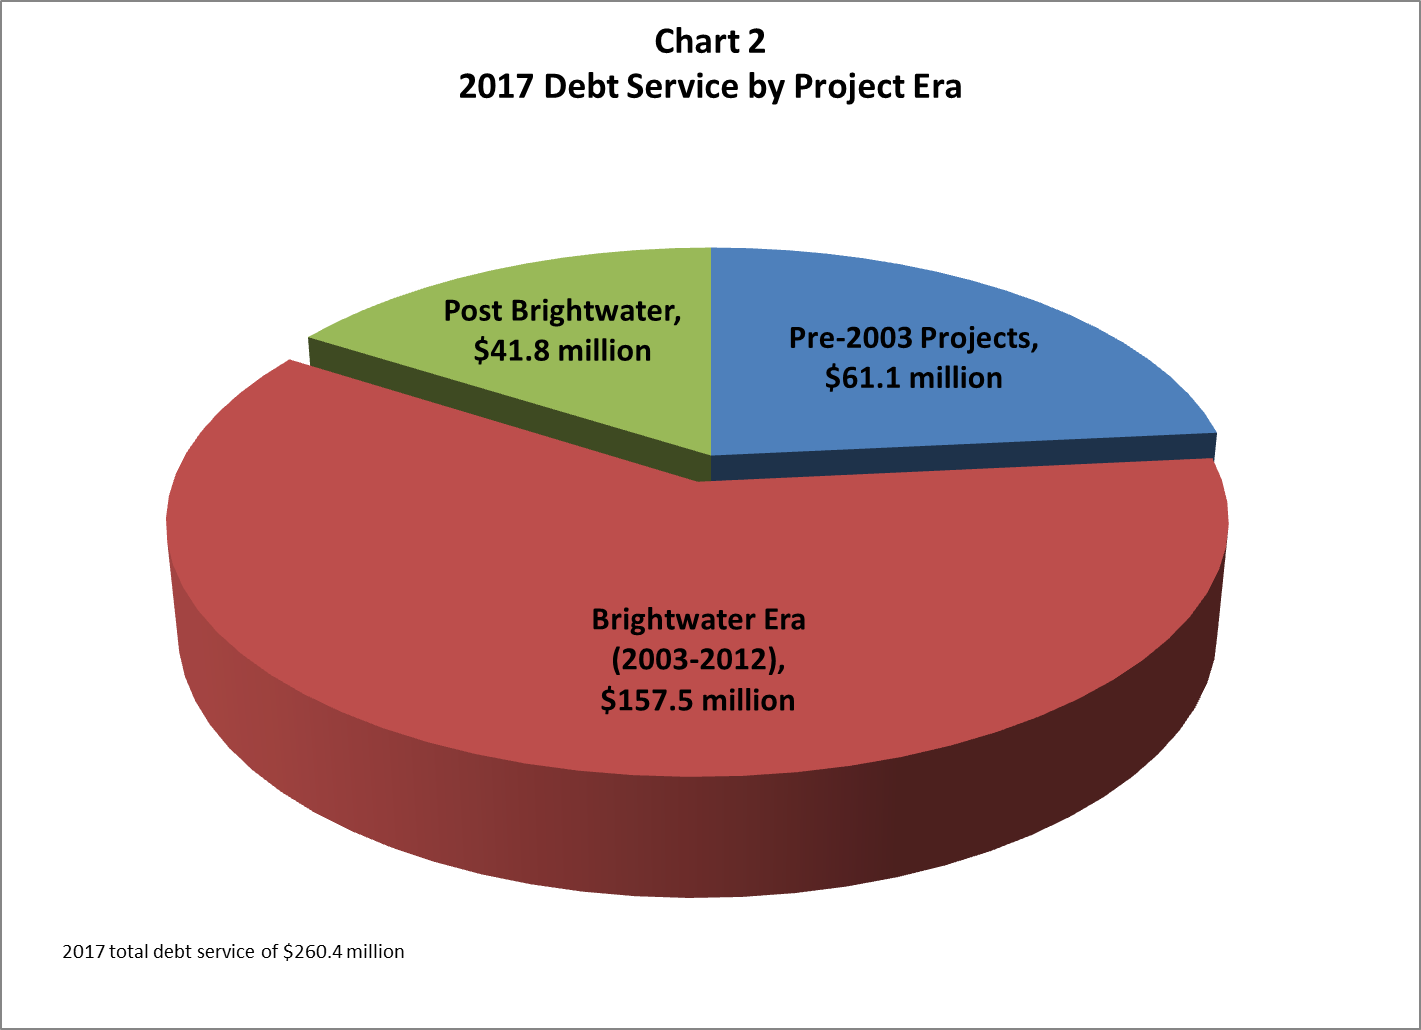 Chart 2
2017 Debt Service by Project Era
Post Brightwater,
$41.8 million
Pre-2003 Projects,
$61.1 million
Brightwater Era
(2003-2012),
$157.5 million
2017 total debt service of $260.4 million